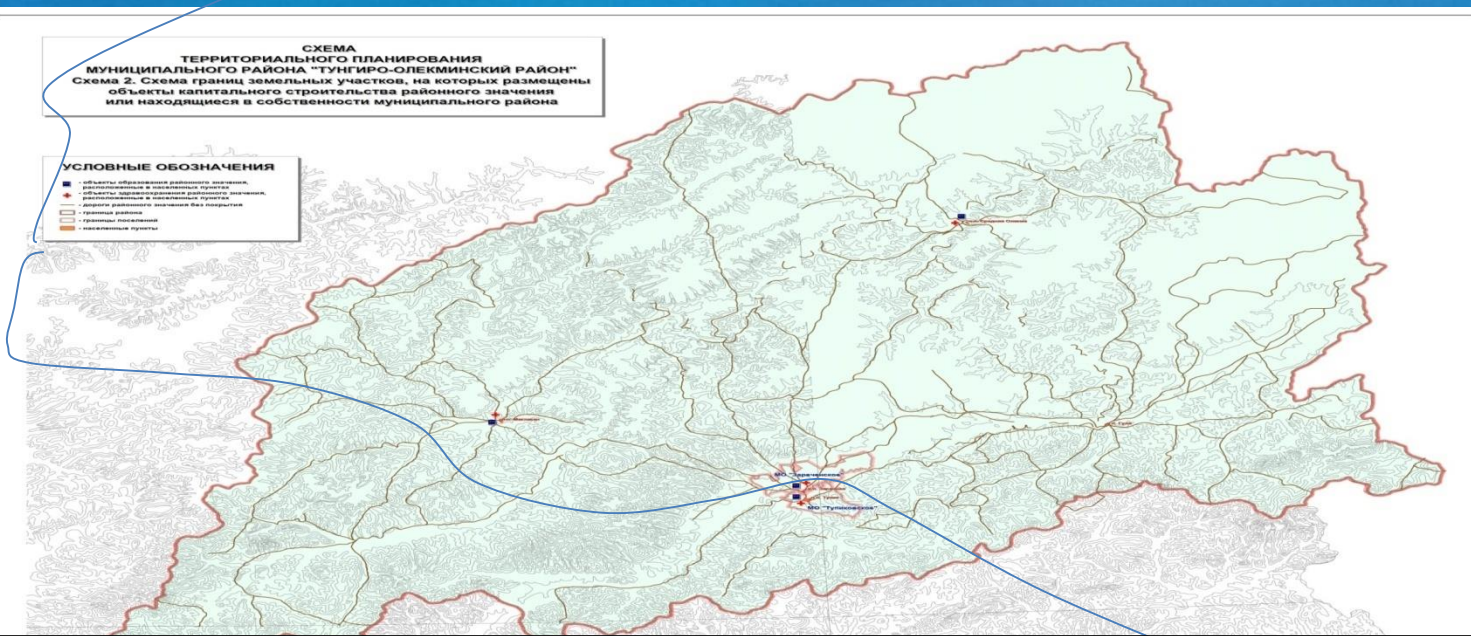 СХЕМА
ТЕРРИТОРИАЛЬНОГО ПЛАНИРОВАНИЯ
МУНИЦИПАЛЬНОГО РАЙОНА "ТУНГИРО-ОЛЕКМИНСКИЙ РАЙОН"
Схема 2. Схема границ земельных участков, на которых размещены
объекты капитального строительства районного значения
или находящиеся в собственности муниципального района
УСЛОВНЫЕ ОБОЗНАЧЕНИЯ
- объекты образования районного значения,
расположенные в населенных пунктах
- объекты здравоохранения районного значения,
расположенные в населенных пунктах
- дороги районного значения без покрытия
- граница района
- границы поселений
- населенные пункты
МО "Зареченское"
МО "Тупиковское"